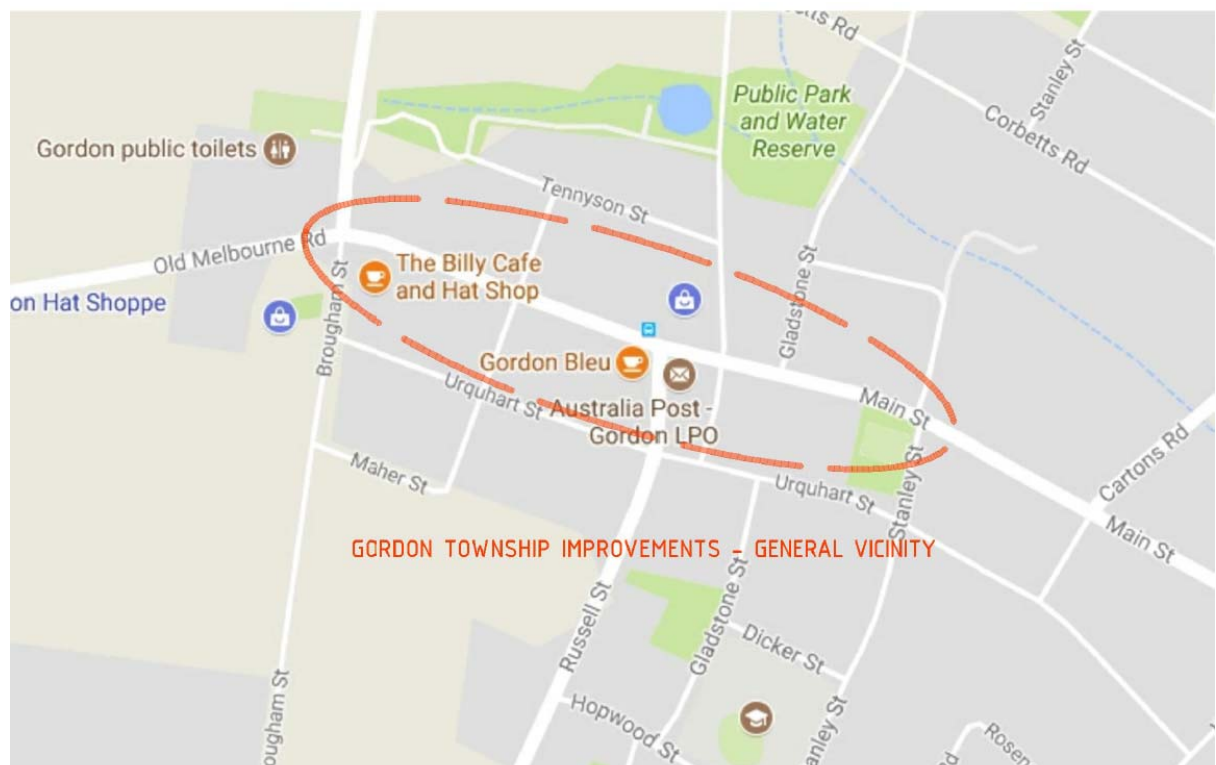 etts Rd
Stanley St
Corbetts Rd
Public Park
and Water
Reserve
Gordon public toilets
Tennyson St
Old Melbourne Rd
The Billy Cafe
and Hat Shop
on Hat Shoppe
Brougham St
Gladstone St
Gordon Bleu
Urquhart St
Australia Post -
Gordon LPO
Main St
Maher St
Urquhart St
Stanley St
Cartons Rd
Main St
GORDON TOWNSHIP IMPROVEMENTS - GENERAL VICINITY
Russell St
Gladstone St
Dicker St
Hopwood St
ougham St
anley St
Rosen